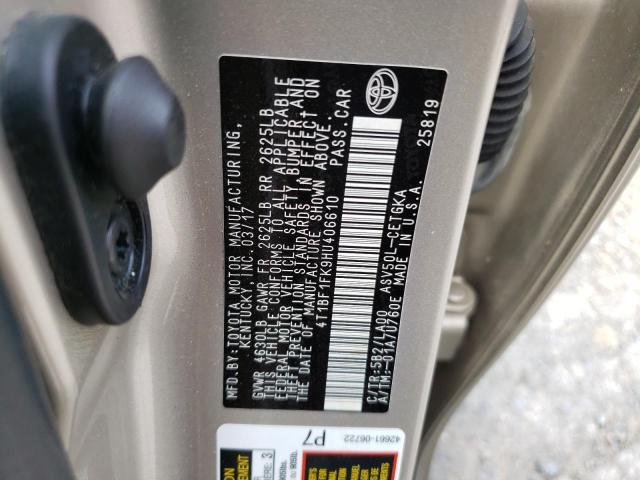 MFD.BY:TOYOTA MOTOR MANUFACTURING,
KENTUCKY, INC. 03/17
GVWR 4630LB GAWR FR 2625LB RR 2625LB
THIS VEHICLE CONFORMS TO ALL APPLICABLE
FEDERAL MOTOR VEHICLE SAFETY, BUMPER,AND
THEFT PREVENTION STANDARDS IN EFFECT ON
THE DATE OF MANUFACTURE SHOWN ABOVE.
4T1BF1FK9HU406610 PASS.CAR
C/TR:5B2/LA00 ASV50L-CETGKA
A/TM:-01A/U760E MADE IN U.S.A.
25819
P7
42661-06722